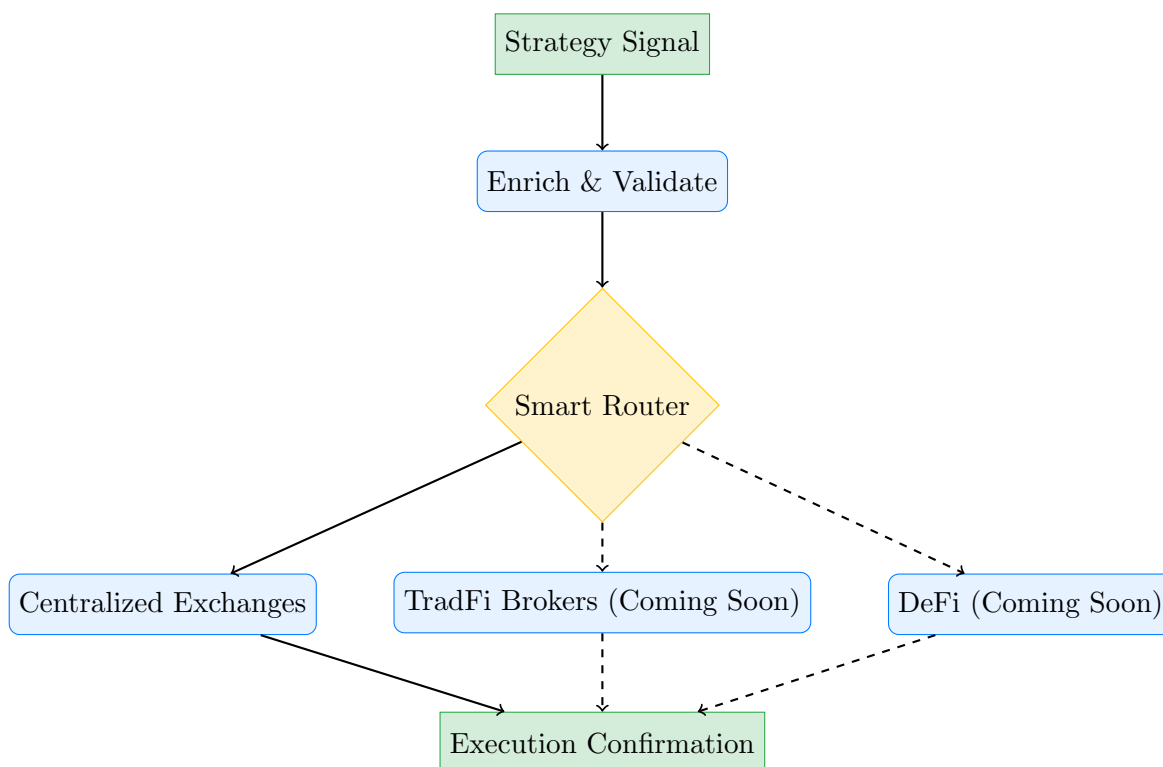 Strategy Signal
Enrich & Validate
Smart Router
Centralized Exchanges
TradFi Brokers (Coming Soon)
DeFi (Coming Soon)
Execution Confirmation